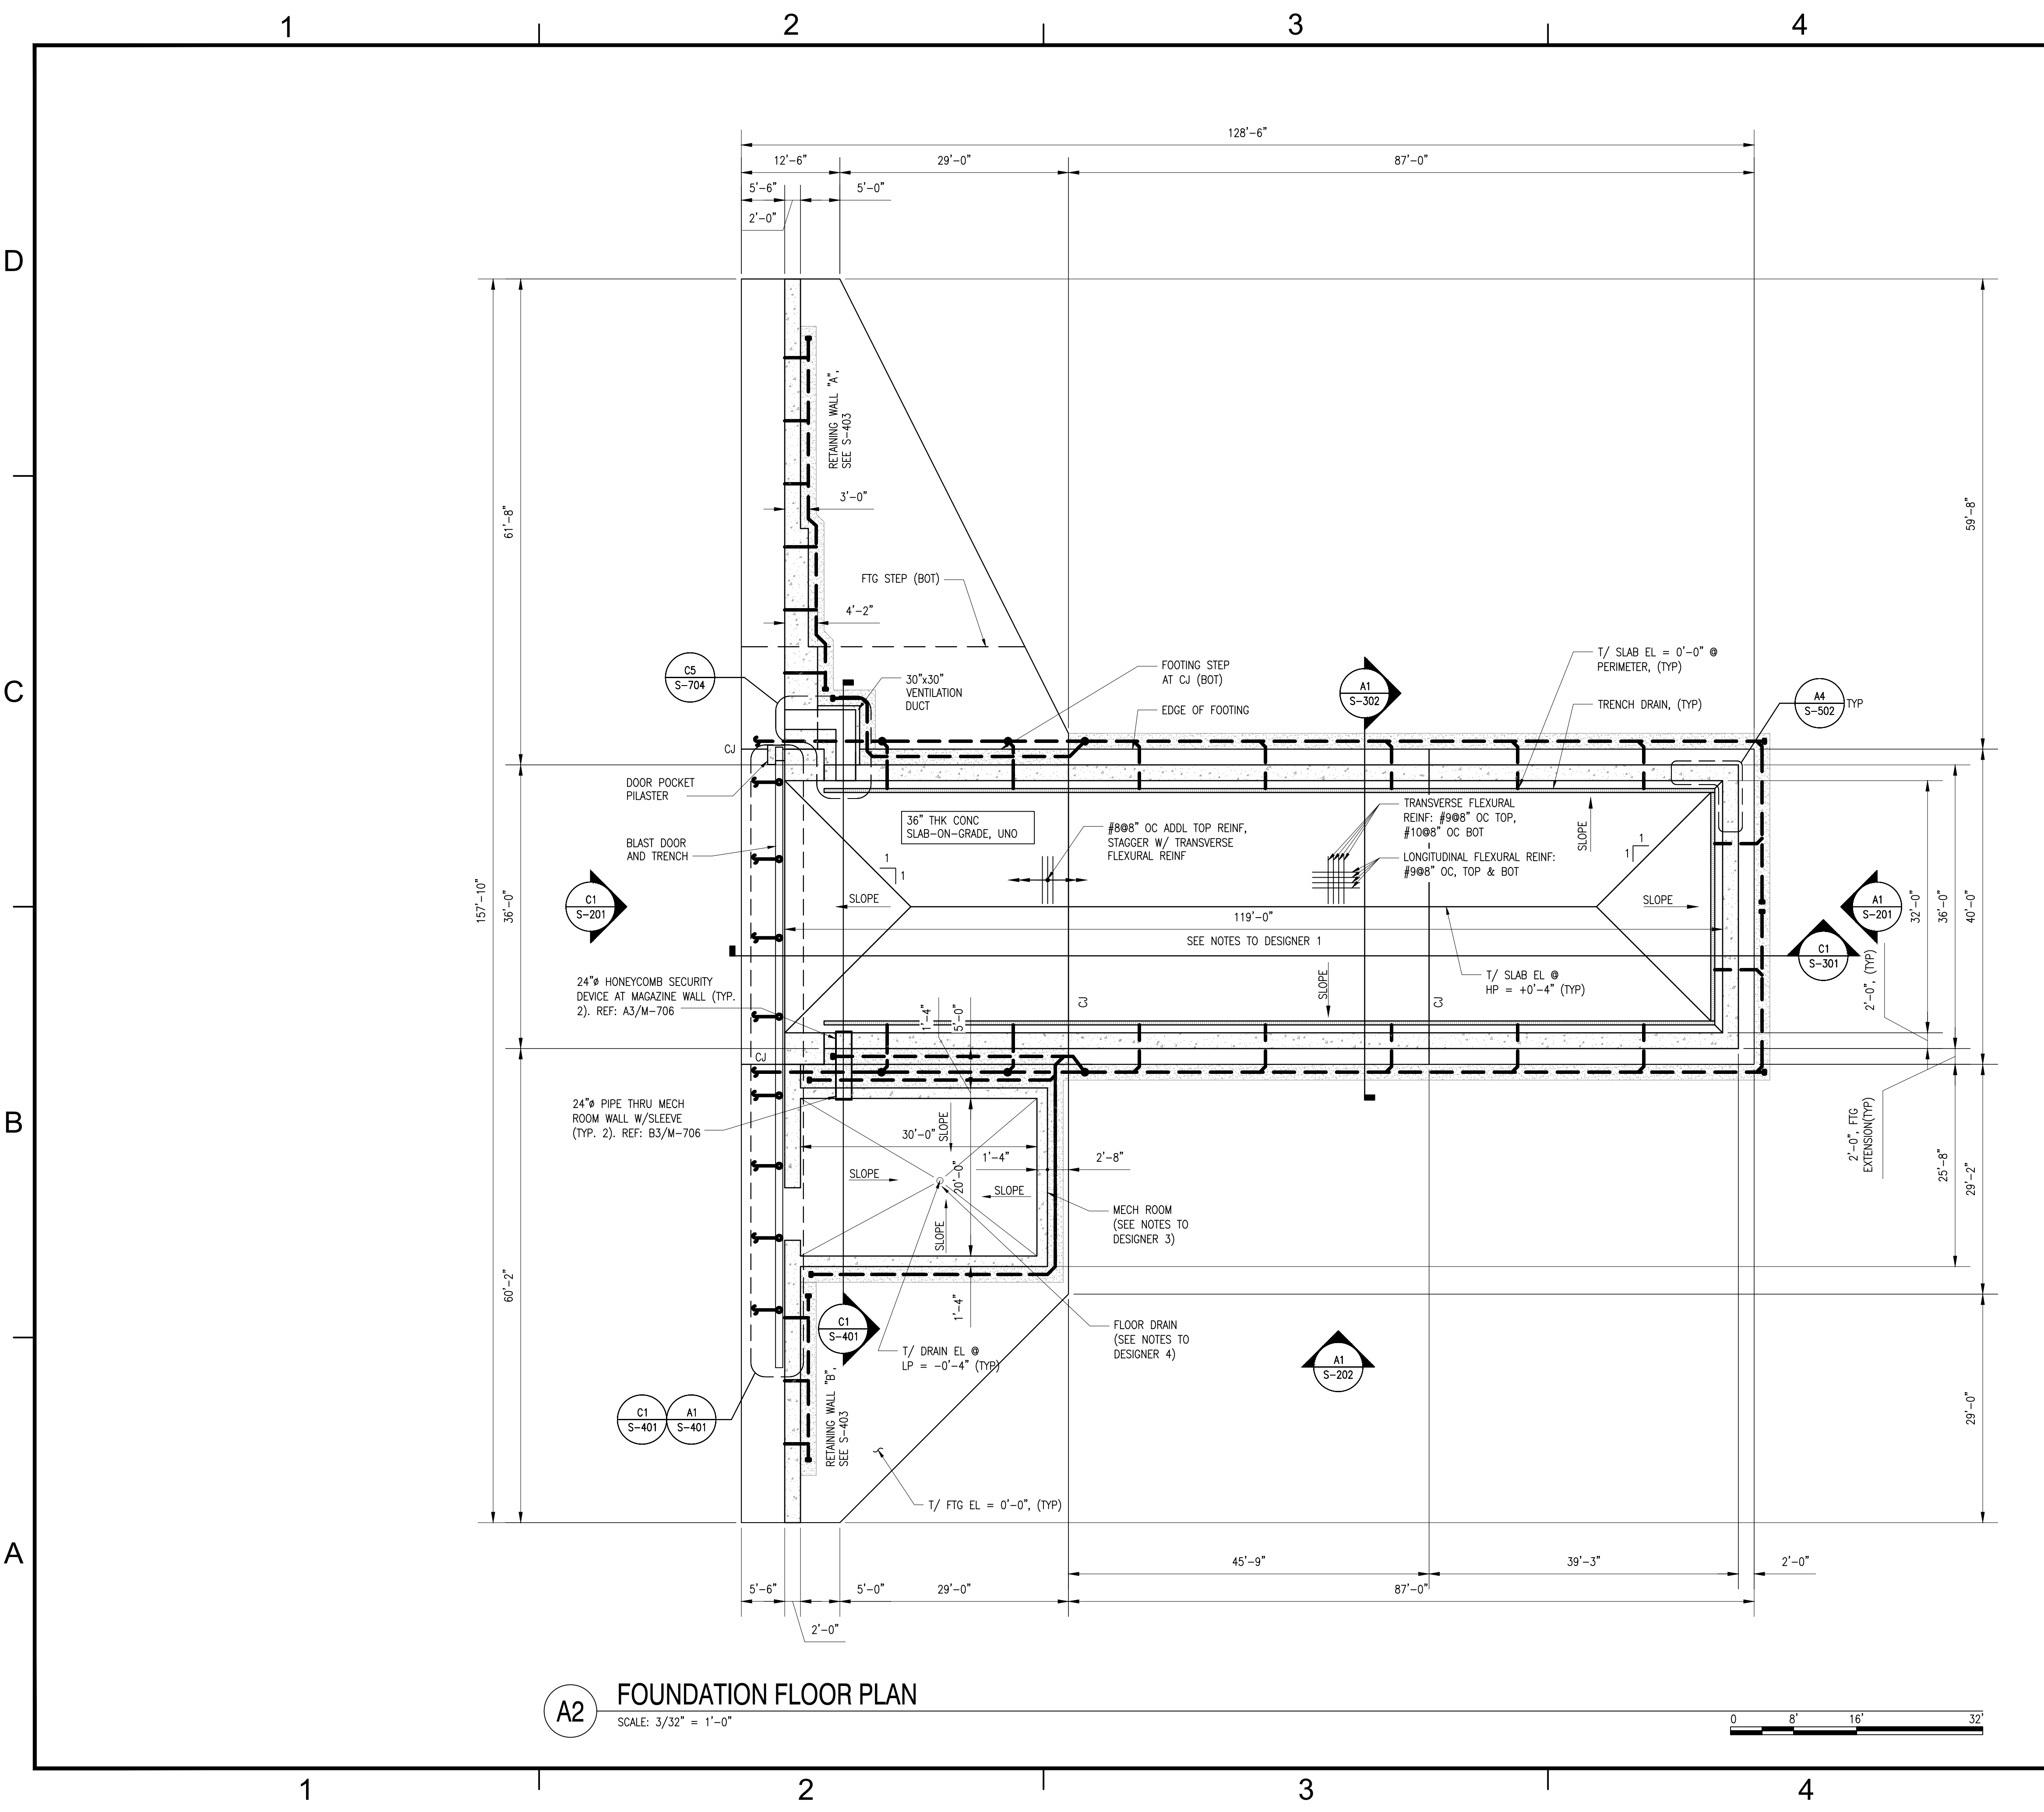 1
2
3
4
D
C
B
A
128'-6"
12'-6"
29'-0"
87'-0"
5'-6"
5'-0"
2'-0"
RETAINING WALL "A",
SEE S-403
3'-0"
61'-8"
59'-8"
157'-10"
FTG STEP (BOT)
4'-2"
C5
S-704
30"x30"
VENTILATION
DUCT
FOOTING STEP
AT CJ (BOT)
EDGE OF FOOTING
A1
S-302
T/ SLAB EL = 0'-0" @
PERIMETER, (TYP)
TRENCH DRAIN, (TYP)
A4
S-502
TYP
CJ
DOOR POCKET
PILASTER
BLAST DOOR
AND TRENCH
36" THK CONC
SLAB-ON-GRADE, UNO
#8@8" OC ADDL TOP REINF,
STAGGER W/ TRANSVERSE
FLEXURAL REINF
TRANSVERSE FLEXURAL
REINF: #9@8" OC TOP,
#10@8" OC BOT
LONGITUDINAL FLEXURAL REINF:
#9@8" OC, TOP & BOT
SLOPE
1
1
1
1
C1
S-201
36'-0"
SLOPE
119'-0"
SEE NOTES TO DESIGNER 1
SLOPE
A1
S-201
32'-0"
36'-0"
40'-0"
C1
S-301
24"ø HONEYCOMB SECURITY
DEVICE AT MAGAZINE WALL (TYP.
2). REF: A3/M-706
SLOPE
T/ SLAB EL @
HP = +0'-4" (TYP)
CJ
CJ
2'-0", (TYP)
1'-4"
5'-0"
CJ
24"ø PIPE THRU MECH
ROOM WALL W/SLEEVE
(TYP. 2). REF: B3/M-706
SLOPE
30'-0"
1'-4"
2'-8"
SLOPE
20'-0"
SLOPE
SLOPE
MECH ROOM
(SEE NOTES TO
DESIGNER 3)
2'-0", FTG
EXTENSION(TYP)
25'-8"
29'-2"
60'-2"
1'-4"
C1
S-401
T/ DRAIN EL @
LP = -0'-4" (TYP)
FLOOR DRAIN
(SEE NOTES TO
DESIGNER 4)
A1
S-202
C1
S-401
A1
S-401
RETAINING WALL "B",
SEE S-403
29'-0"
T/ FTG EL = 0'-0", (TYP)
45'-9"
39'-3"
2'-0"
5'-6"
5'-0"
29'-0"
87'-0"
2'-0"
A2
FOUNDATION FLOOR PLAN
SCALE: 3/32" = 1'-0"
0
8'
16'
32'
1
2
3
4